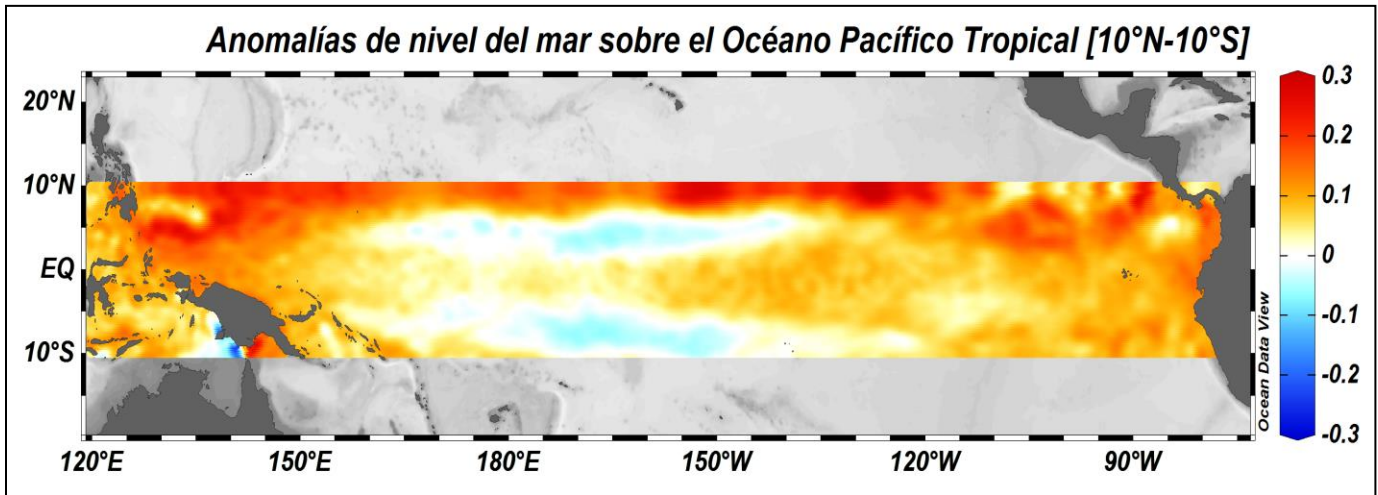 Anomalías de nivel del mar sobre el Océano Pacífico Tropical [10°N-10°S]
20°N
10°N
EQ
10°S
120°E
150°E
180°E
150°W
120°W
90°W
0.3
0.2
0.1
0
-0.1
-0.2
-0.3
Ocean Data View